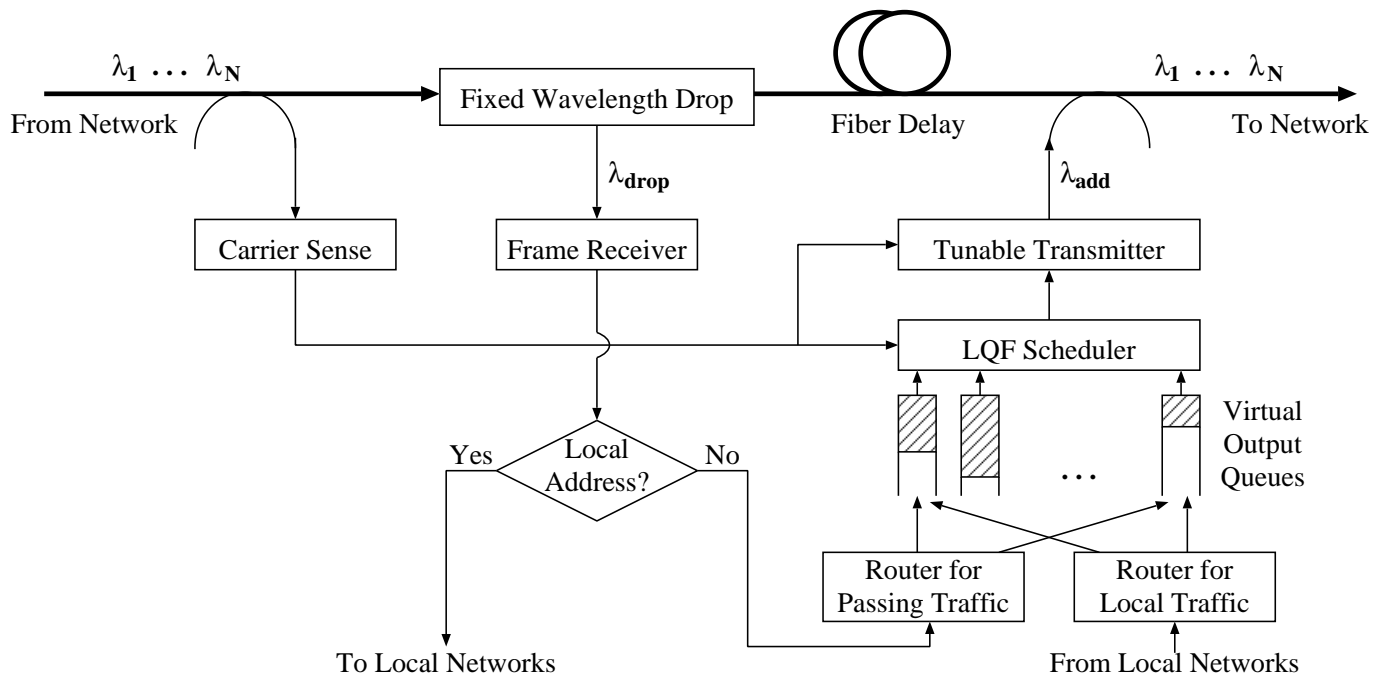 λ1 ... λN
λ1 ... λN
Fixed Wavelength Drop
From Network
Fiber Delay
To Network
λdrop
λadd
Carrier Sense
Frame Receiver
Tunable Transmitter
LQF Scheduler
Virtual
Output
Queues
...
Yes
Local
Address?
No
Router for
Passing Traffic
Router for
Local Traffic
To Local Networks
From Local Networks